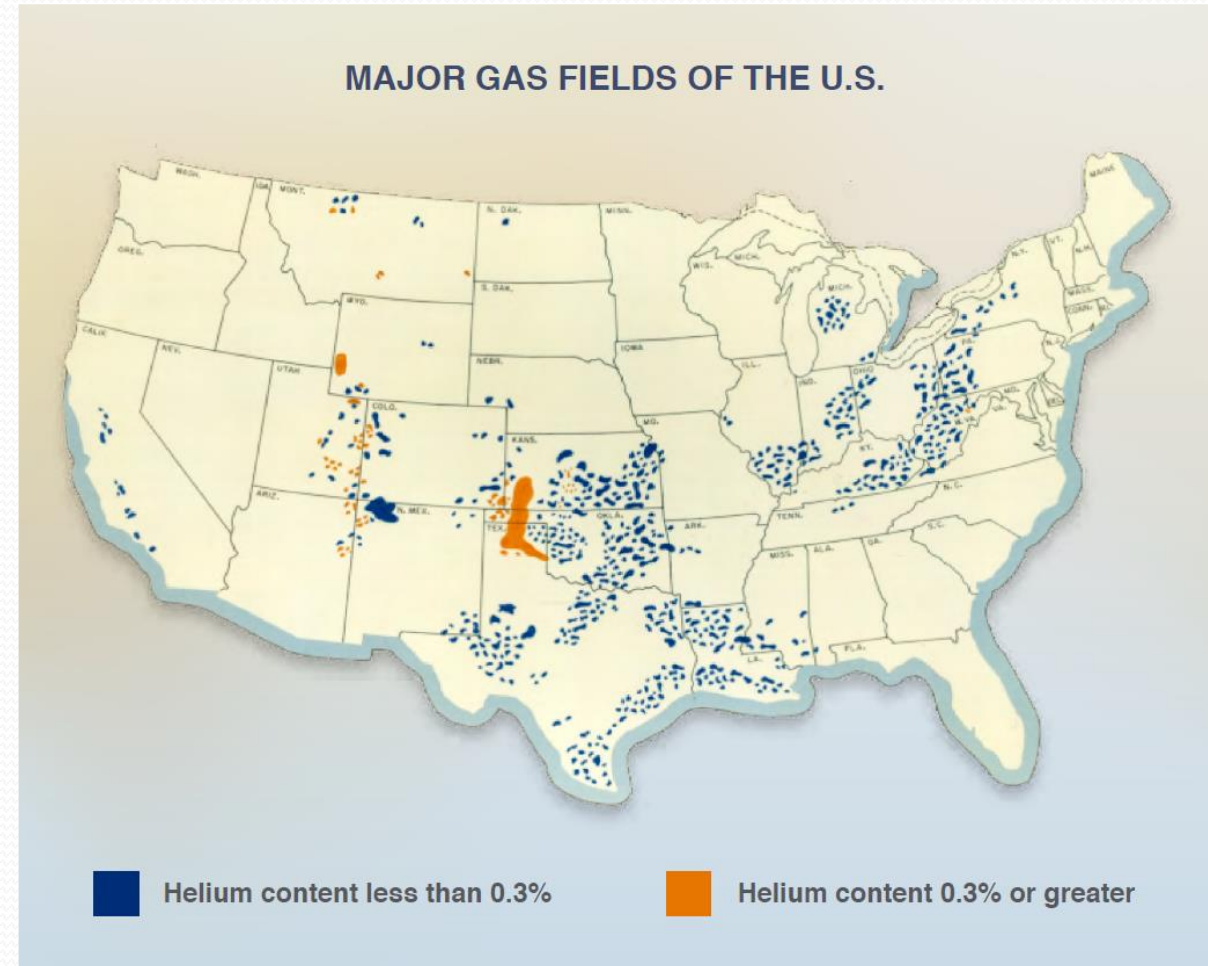 MAJOR GAS FIELDS OF THE U.S.
WASH.
IDA.
MONT.
N. DAK.
MINN.
MAINE
OREG.
S. DAK.
WIS.
MICH.
MICH.
N.Y.
VT.
N.H.
MASS.
CONN.
R.I.
WYO.
CALIF.
NEV.
UTAH
NEBR.
IOWA
ILL.
IND.
OHIO
PA.
N.J.
MD.
DEL.
COLO.
KANS.
MO.
KY.
W. VA.
VA.
ARIZ.
N. MEX.
TEX.
OKLA.
ARK.
TENN.
N.C.
S.C.
MISS.
ALA.
GA.
LA.
FLA.
Helium content less than 0.3%
Helium content 0.3% or greater